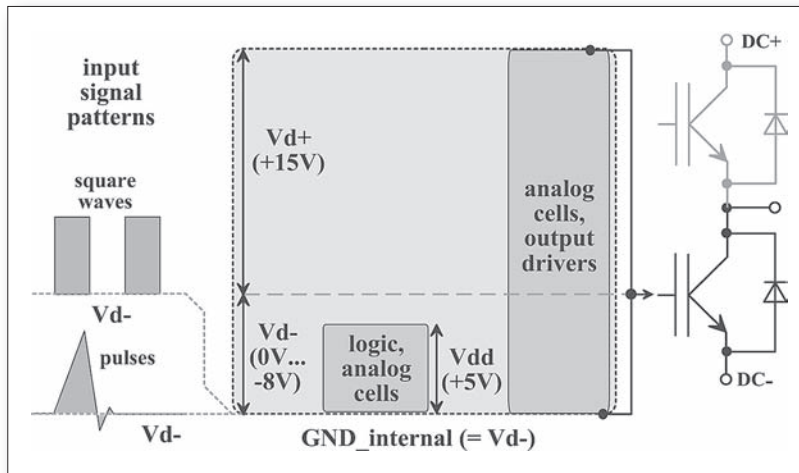 input
signal
patterns
square
waves
Vd-
pulses
Vd-
Vd+
(+15V)
Vd-
(0V...
-8V)
logic,
analog
cells
Vdd
(+5V)
analog
cells,
output
drivers
GND_internal (= Vd-)
DC+
DC-